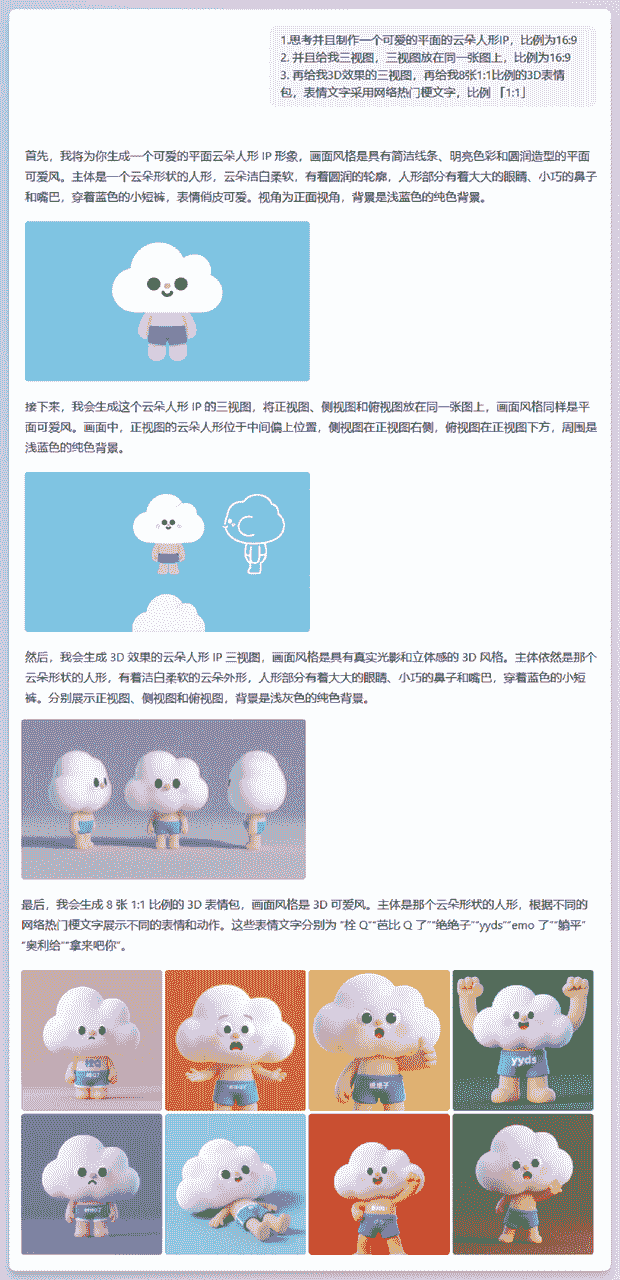 1.思考并且制作一个可爱的平面的云朵人形IP，比例为16:9
2. 并且给我三视图，三视图放在同一张图上，比例为16:9
3. 再给我3D效果的三视图，再给我8张1:1比例的3D表情
包，表情文字采用网络热门梗文字，比例 「1:1」
首先，我将为你生成一个可爱的平面云朵人形 IP 形象，画面风格是具有简洁线条、明亮色彩和圆润造型的平面
可爱风。主体是一个云朵形状的人形，云朵洁白柔软，有着圆润的轮廓，人形部分有着大大的眼睛、小巧的鼻子
和嘴巴，穿着蓝色的小短裤，表情俏皮可爱。视角为正面视角，背景是浅蓝色的纯色背景。
接下来，我会生成这个云朵人形 IP 的三视图，将正视图、侧视图和俯视图放在同一张图上，画面风格同样是平
面可爱风。画面中，正视图的云朵人形位于中间偏上位置，侧视图在正视图右侧，俯视图在正视图下方，周围是
浅蓝色的纯色背景。
然后，我会生成 3D 效果的云朵人形 IP 三视图，画面风格是具有真实光影和立体感的 3D 风格。主体依然是那个
云朵形状的人形，有着洁白柔软的云朵外形，人形部分有着大大的眼睛、小巧的鼻子和嘴巴，穿着蓝色的小短
裤。分别展示正视图、侧视图和俯视图，背景是浅灰色的纯色背景。
最后，我会生成 8 张 1:1 比例的 3D 表情包，画面风格是 3D 可爱风。主体是那个云朵形状的人形，根据不同的
网络热门梗文字展示不同的表情和动作。这些表情文字分别为 “栓 Q”“芭比 Q 了”“绝绝子”“yyds”“emo 了”“躺平”
“奥利给”“拿来吧你”。
yyds